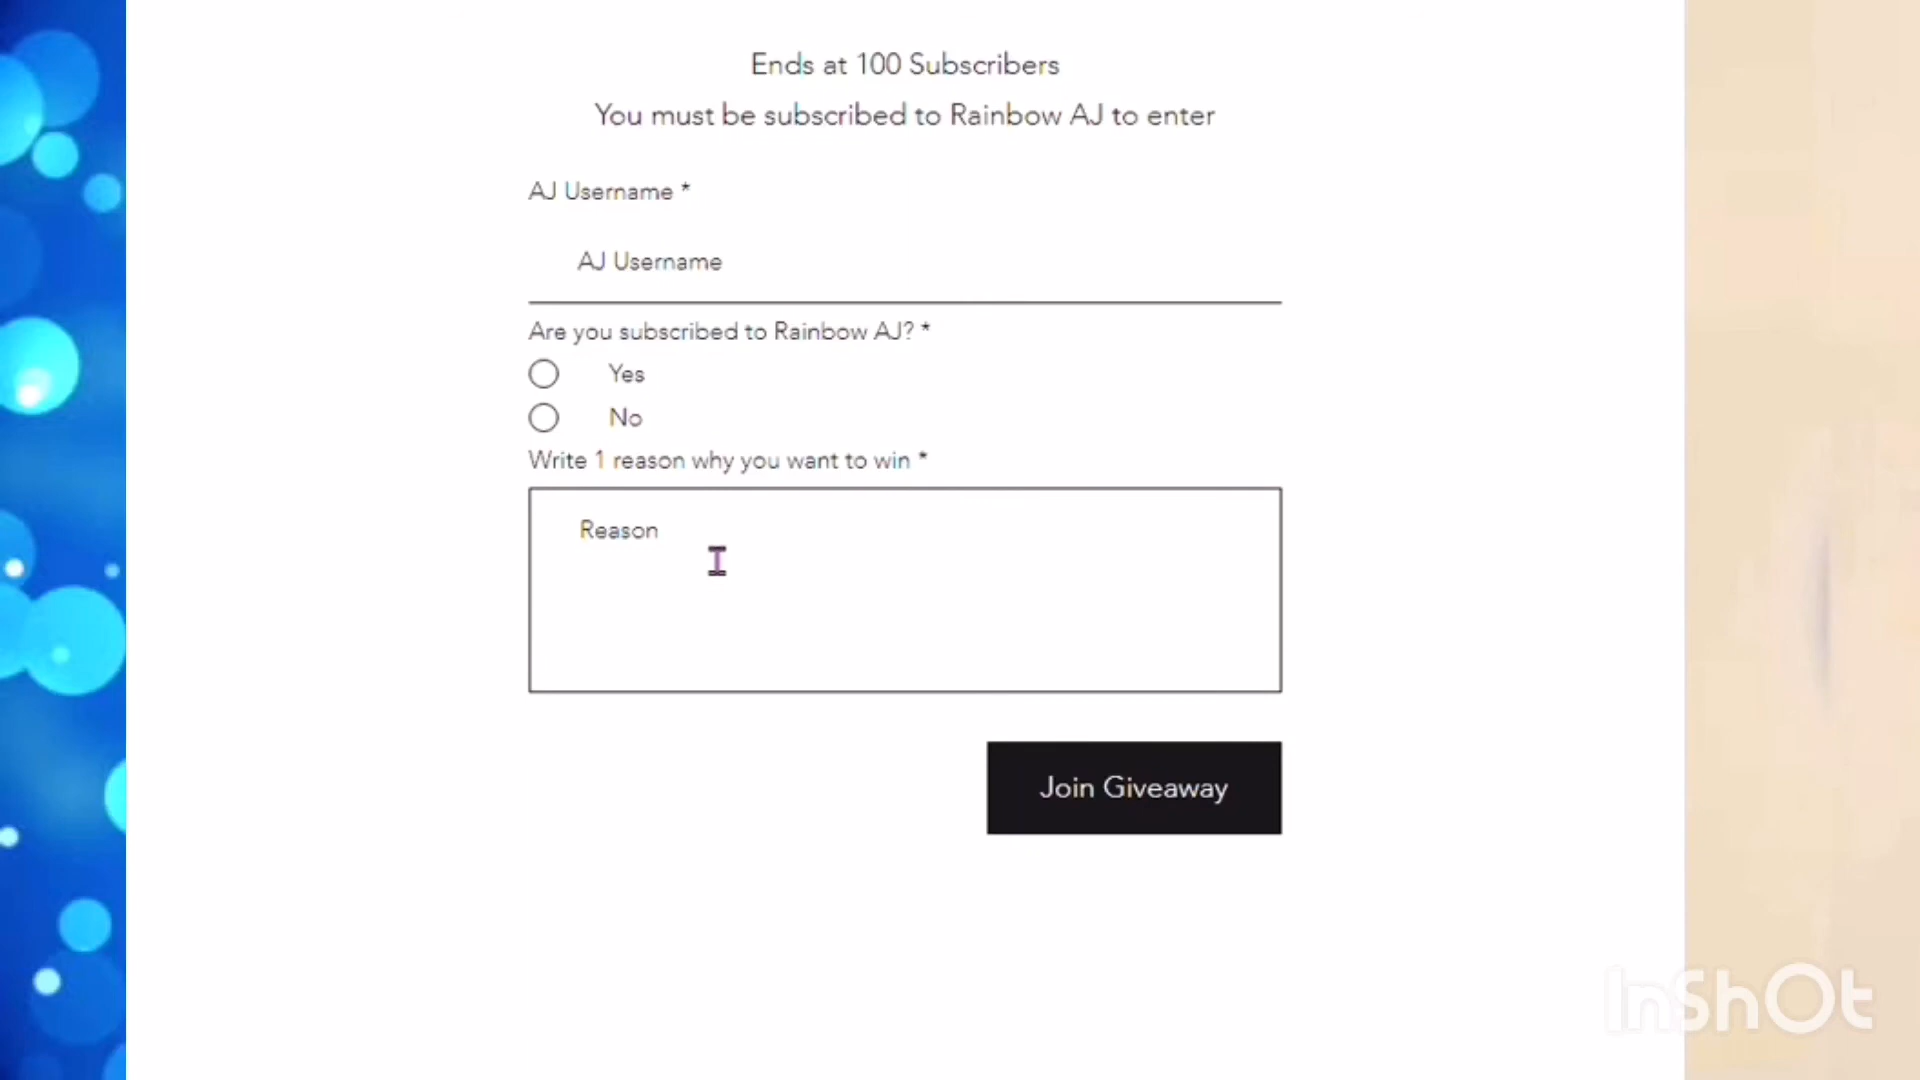 Ends at 100 Subscribers
You must be subscribed to Rainbow AJ to enter
AJ Username *
AJ Username
Are you subscribed to Rainbow AJ? *
Yes
No
Write 1 reason why you want to win *
Reason
Join Giveaway
InShOt